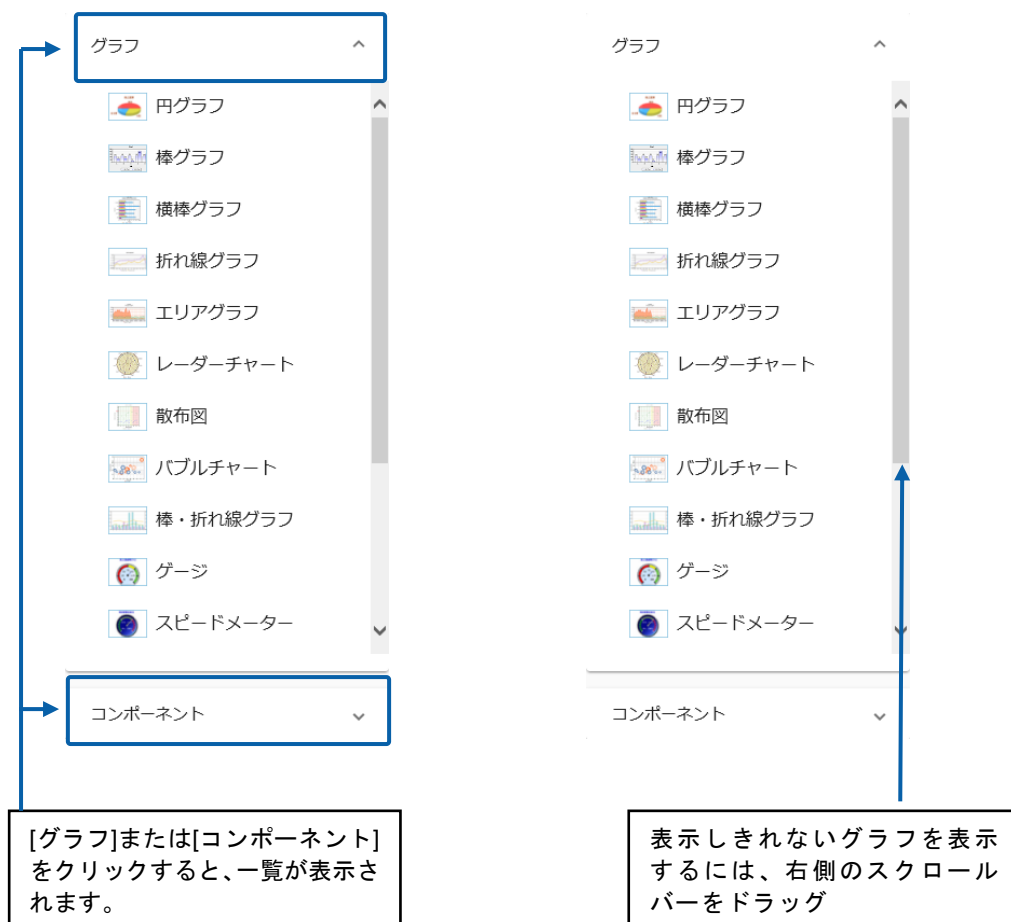 グラフ
円グラフ
棒グラフ
横棒グラフ
折れ線グラフ
エリアグラフ
レーダーチャート
散布図
バブルチャート
棒・折れ線グラフ
ゲージ
スピードメーター
コンポーネント
[グラフ]または[コンポーネント]
をクリックすると、一覧が表示さ
れます。
グラフ
円グラフ
棒グラフ
横棒グラフ
折れ線グラフ
エリアグラフ
レーダーチャート
散布図
バブルチャート
棒・折れ線グラフ
ゲージ
スピードメーター
コンポーネント
表示しきれないグラフを表示
するには、右側のスクロール
バーをドラッグ